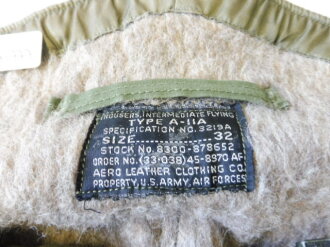 TROUSERS, INTERMEDIATE FLYING
TYPE A-11A
SPECIFICATION NO. 3219A
SIZE 32
STOCK No. 8300-878652
ORDER No. (33-038)45-8970 AF
AERO LEATHER CLOTHING CO.
PROPERTY, U.S. ARMY, AIR FORCES